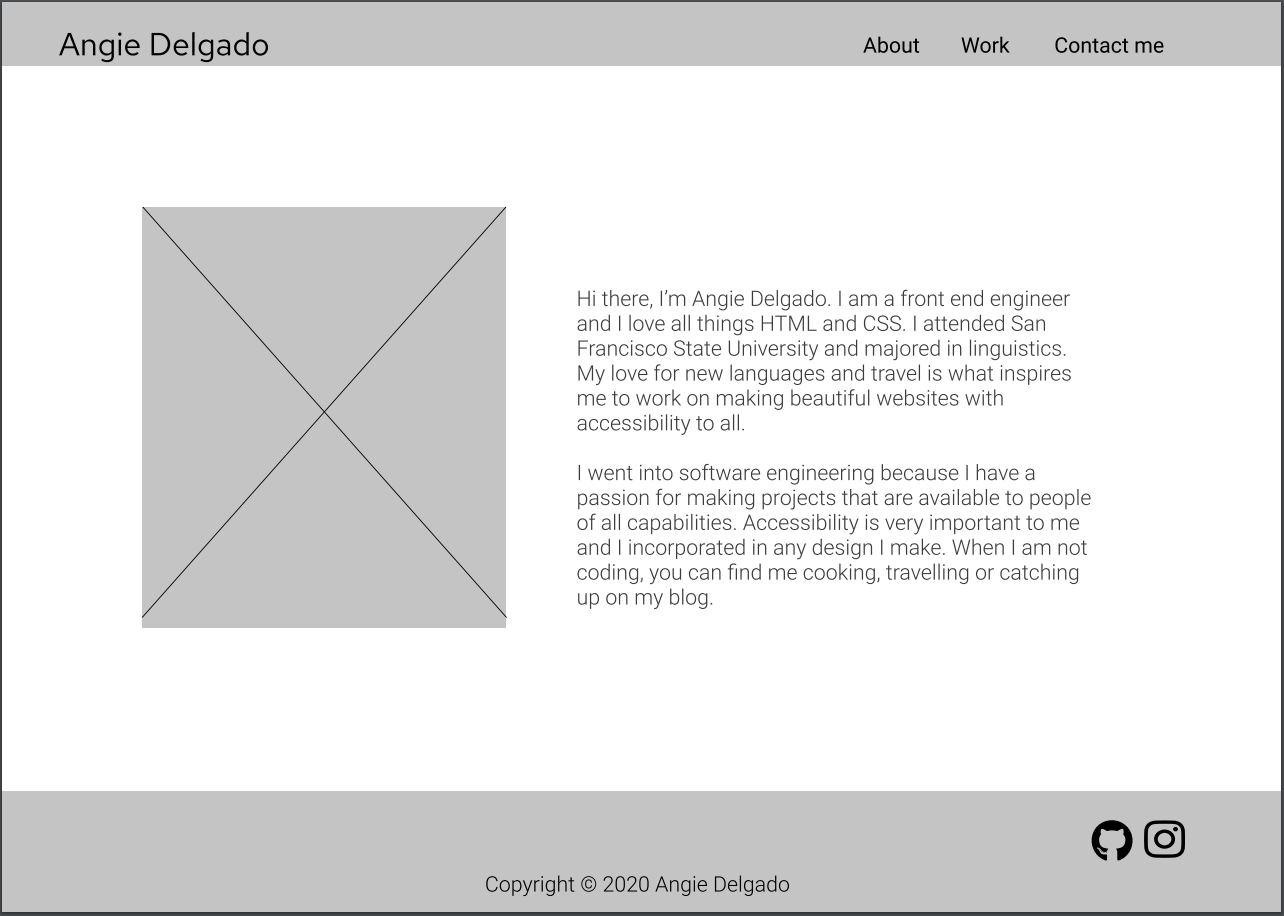 Angie Delgado
About Work Contact me
Hi there, I’m Angie Delgado. I am a front end engineer
and I love all things HTML and CSS. I attended San
Francisco State University and majored in linguistics.
My love for new languages and travel is what inspires
me to work on making beautiful websites with
accessibility to all.
I went into software engineering because I have a
passion for making projects that are available to people
of all capabilities. Accessibility is very important to me
and I incorporated in any design I make. When I am not
coding, you can find me cooking, travelling or catching
up on my blog.
Copyright © 2020 Angie Delgado